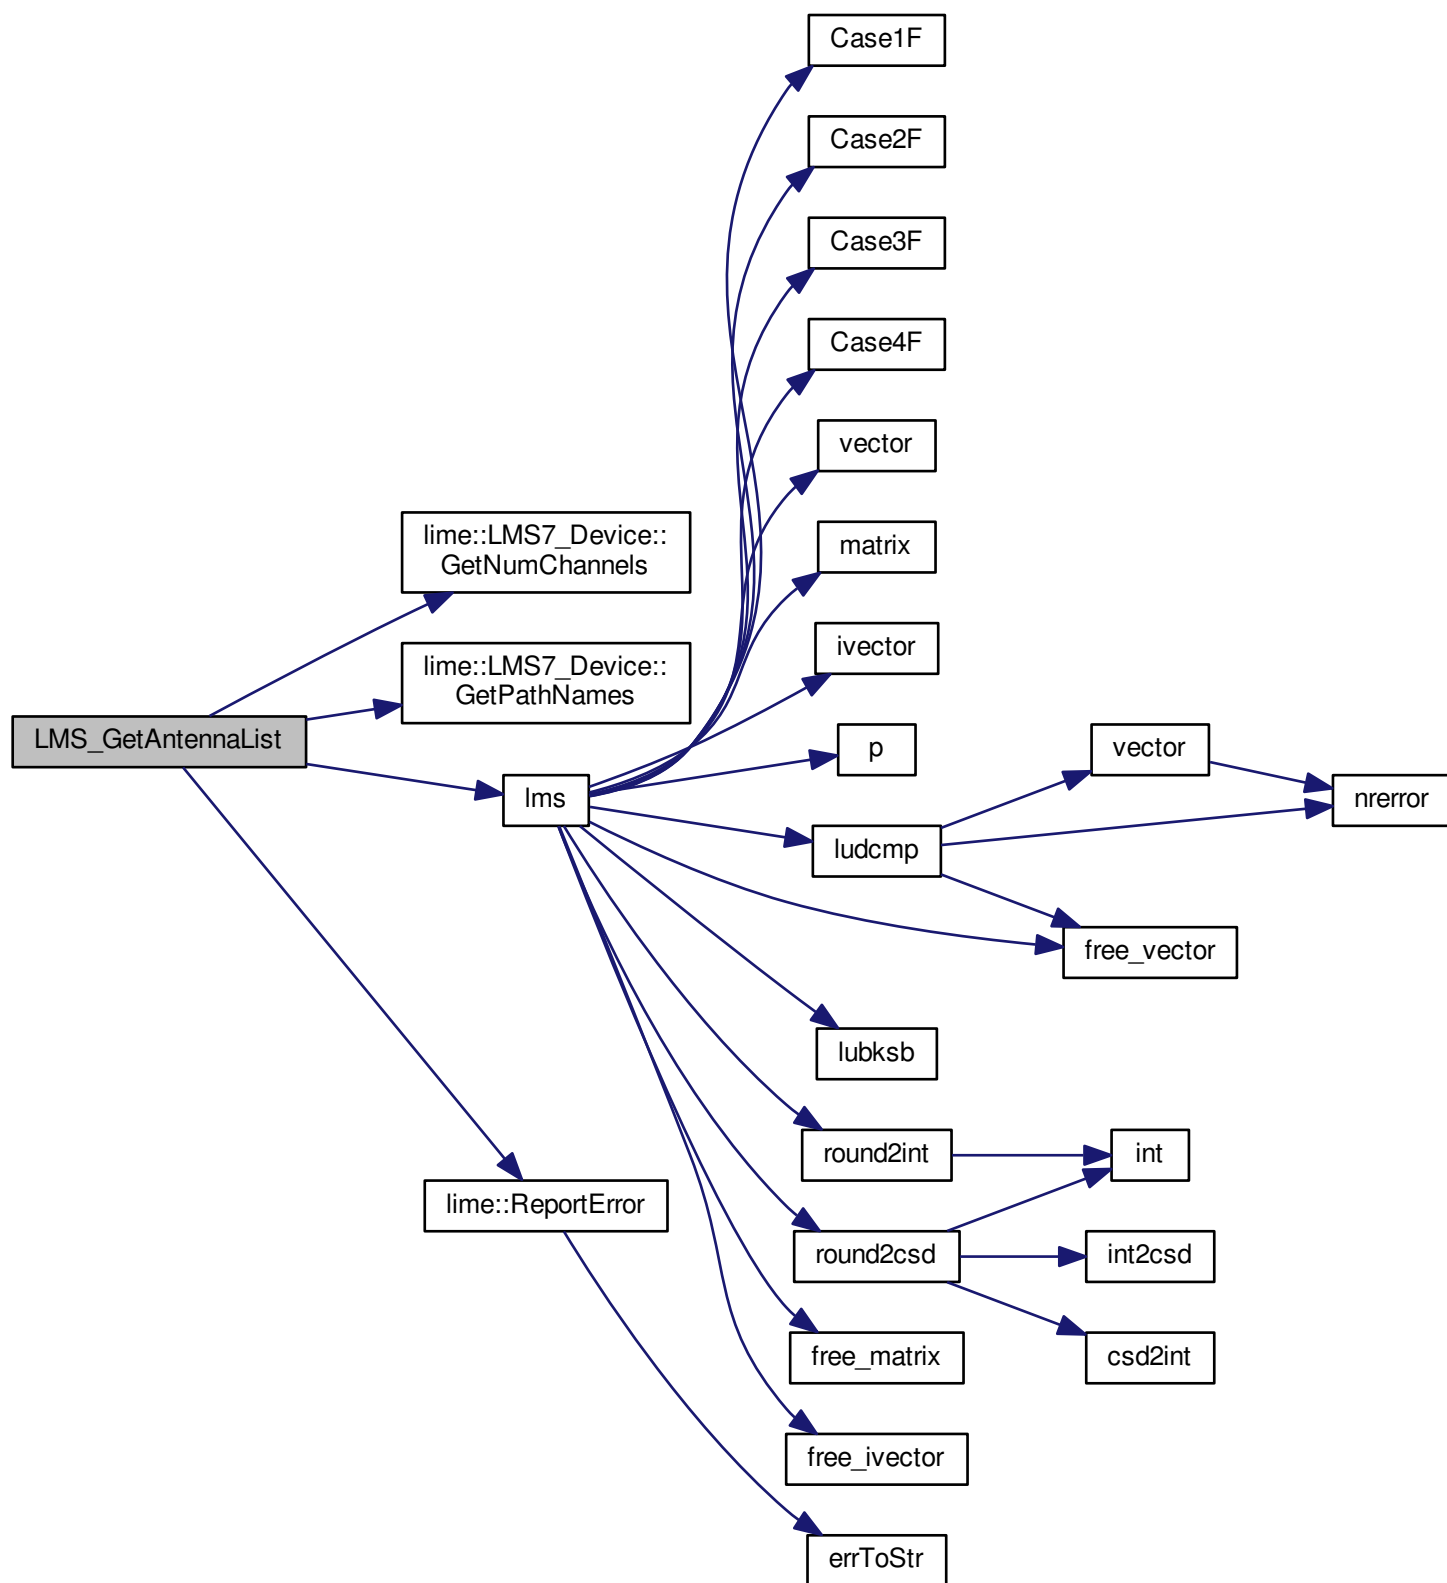 Case1F
Case2F
Case3F
Case4F
vector
matrix
lime::LMS7_Device::
GetNumChannels
ivector
lime::LMS7_Device::
GetPathNames
LMS_GetAntennaList
p
vector
lms
nrerror
ludcmp
free_vector
lubksb
round2int
int
lime::ReportError
round2csd
int2csd
free_matrix
csd2int
free_ivector
errToStr